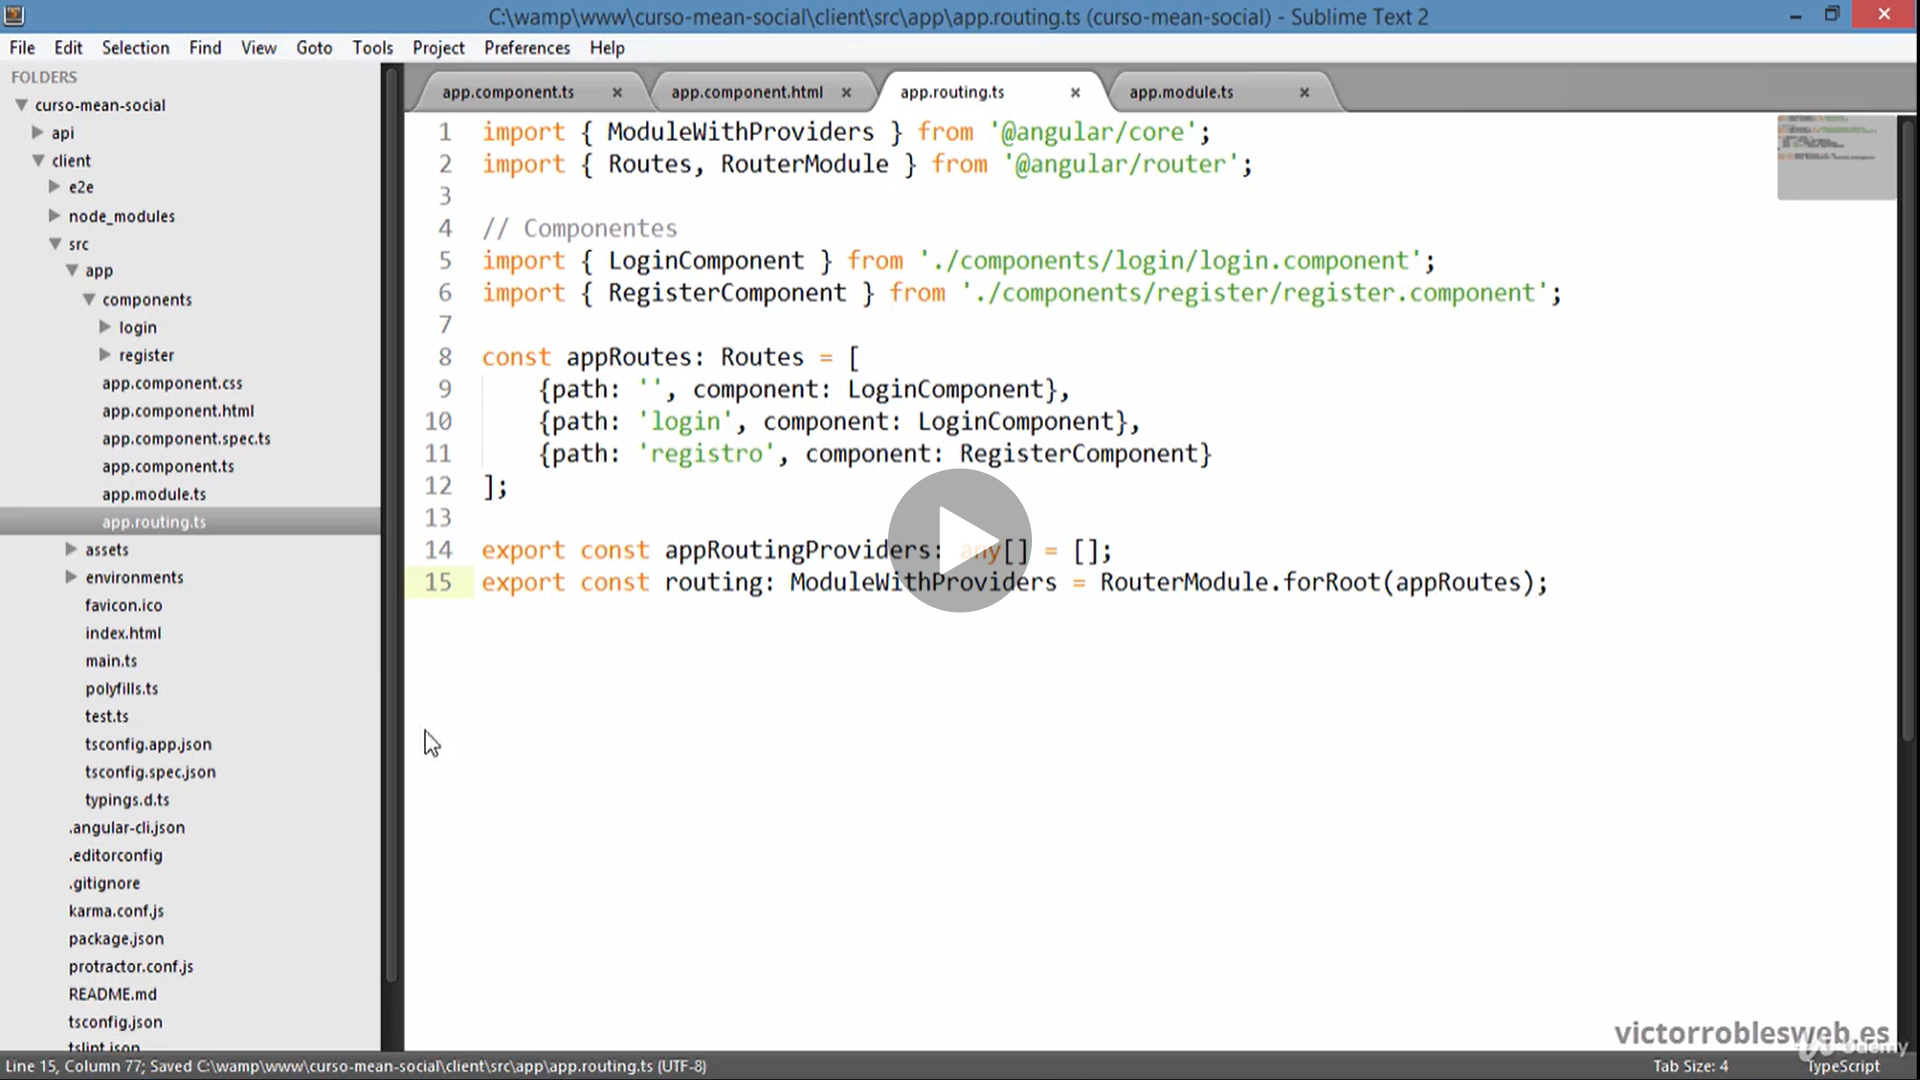 C:\wamp\www\curso-mean-social\client\src\app\app.routing.ts (curso-mean-social) - Sublime Text 2
File Edit Selection Find View Goto Tools Project Preferences Help
FOLDERS
curso-mean-social
api
client
e2e
node_modules
src
app
components
login
register
app.component.css
app.component.html
app.component.spec.ts
app.component.ts
app.module.ts
app.routing.ts
assets
environments
favicon.ico
index.html
main.ts
polyfills.ts
test.ts
tsconfig.app.json
tsconfig.spec.json
typings.d.ts
.angular-cli.json
.editorconfig
.gitignore
karma.conf.js
package.json
protractor.conf.js
README.md
tsconfig.json
tslint.json
app.component.ts × app.component.html × app.routing.ts × app.module.ts ×
1 import { ModuleWithProviders } from '@angular/core';
2 import { Routes, RouterModule } from '@angular/router';
3
4 // Componentes
5 import { LoginComponent } from './components/login/login.component';
6 import { RegisterComponent } from './components/register/register.component';
7
8 const appRoutes: Routes = [
9 {path: '', component: LoginComponent},
10 {path: 'login', component: LoginComponent},
11 {path: 'registro', component: RegisterComponent}
12 ];
13
14 export const appRoutingProviders: any[] = [];
15 export const routing: ModuleWithProviders = RouterModule.forRoot(appRoutes);
victorroblesweb.es
Udemy
Line 15, Column 77; Saved C:\wamp\www\curso-mean-social\client\src\app\app.routing.ts (UTF-8) Tab Size: 4 TypeScript